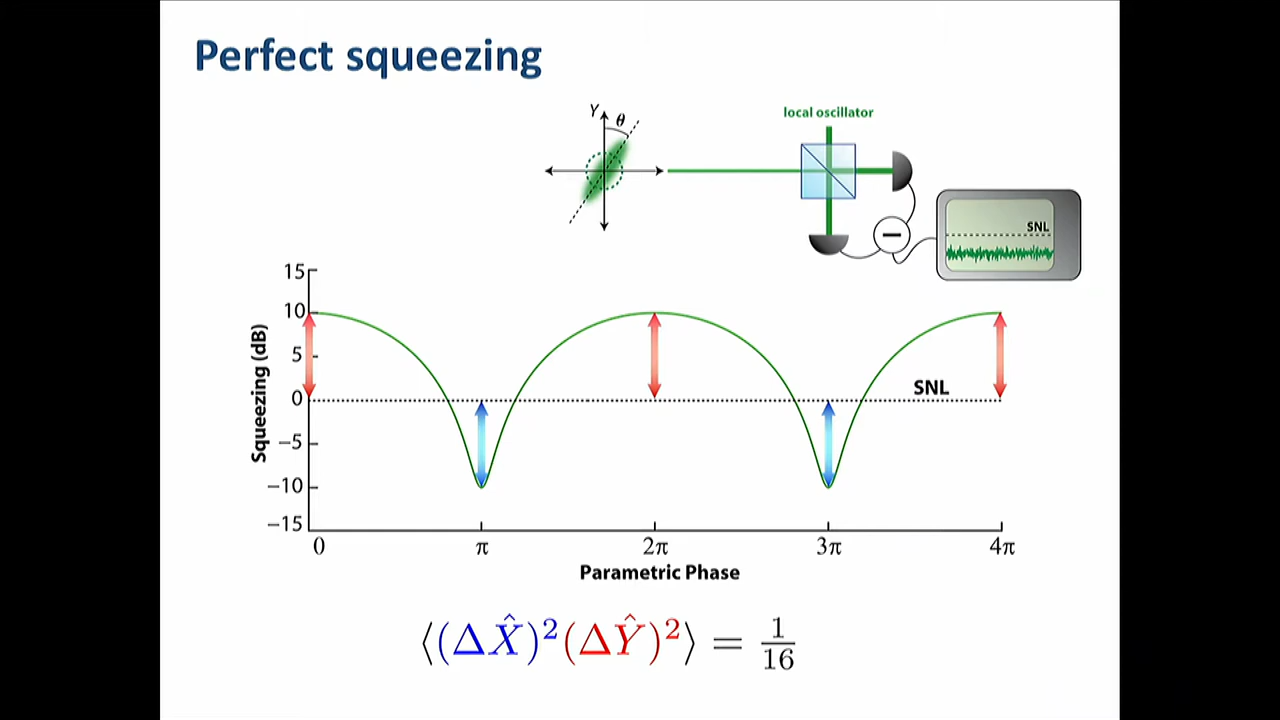 Perfect squeezing
local oscillator
Y
θ
SNL
−
15
10
5
0
−5
−10
−15
Squeezing (dB)
SNL
0 π 2π 3π 4π
Parametric Phase
⟨(ΔX̂)²(ΔŶ)²⟩ = 1/16